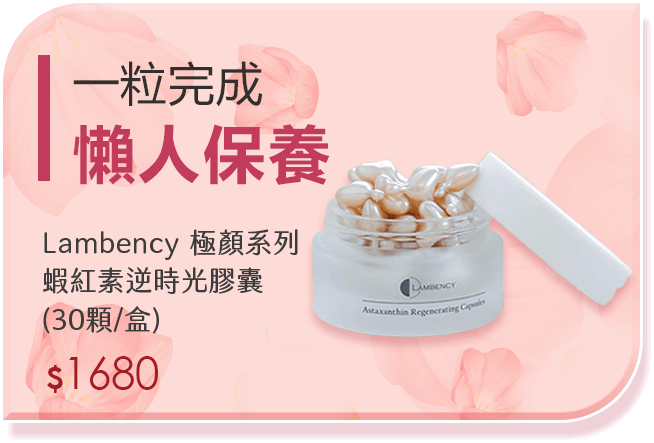 一粒完成
懶人保養
Lambency 極顏系列
蝦紅素逆時光膠囊
(30顆/盒)
$1680
LAMBENCY
Astaxanthin Regenerating Capsules